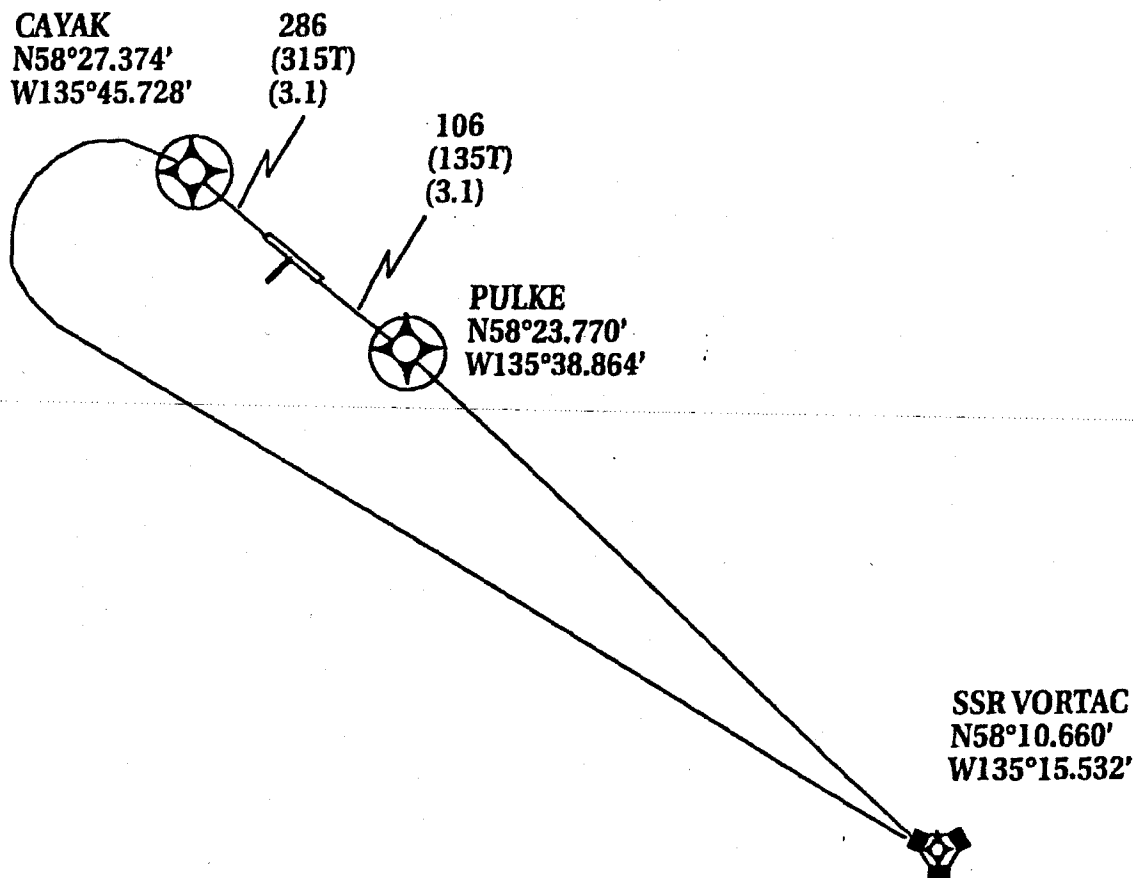 CAYAK
N58°27.374'
W135°45.728'
286
(315T)
(3.1)
106
(135T)
(3.1)
PULKE
N58°23.770'
W135°38.864'
SSR VORTAC
N58°10.660'
W135°15.532'